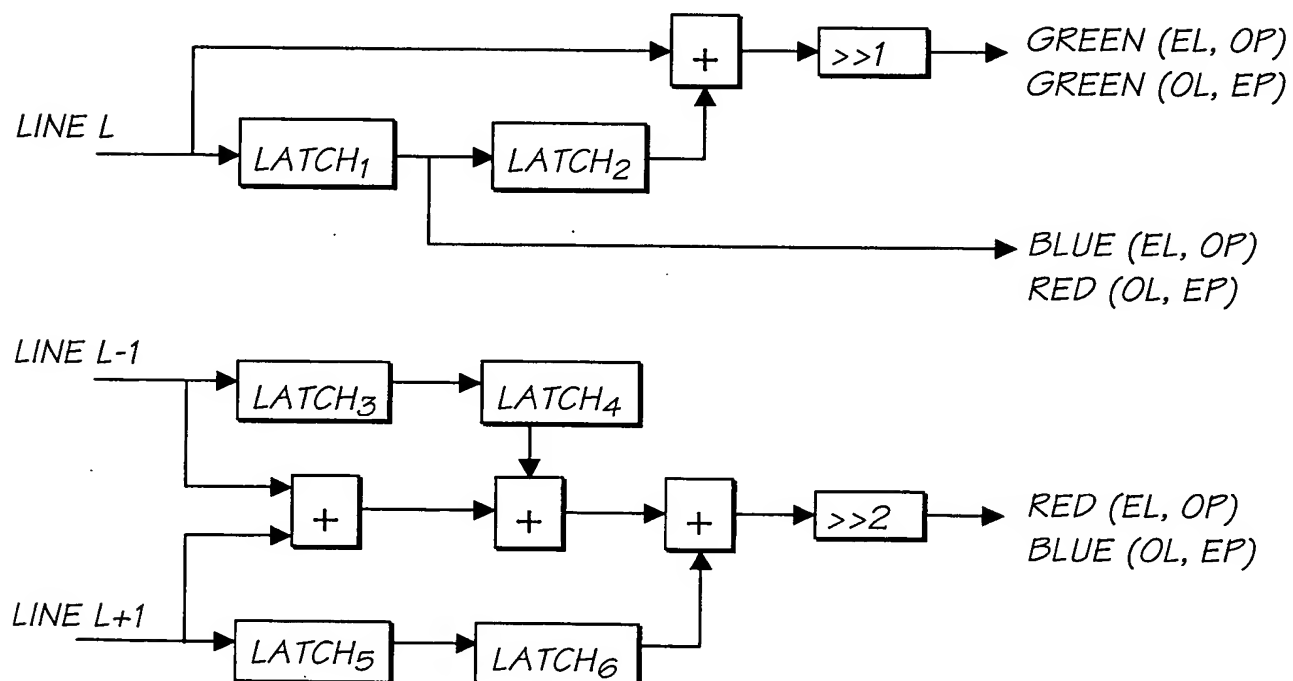 +
>>1
GREEN (EL, OP)
GREEN (OL, EP)
LINE L
LATCH₁
LATCH₂
BLUE (EL, OP)
RED (OL, EP)
LINE L-1
LATCH₃
LATCH₄
+
+
+
>>2
RED (EL, OP)
BLUE (OL, EP)
LINE L+1
LATCH₅
LATCH₆